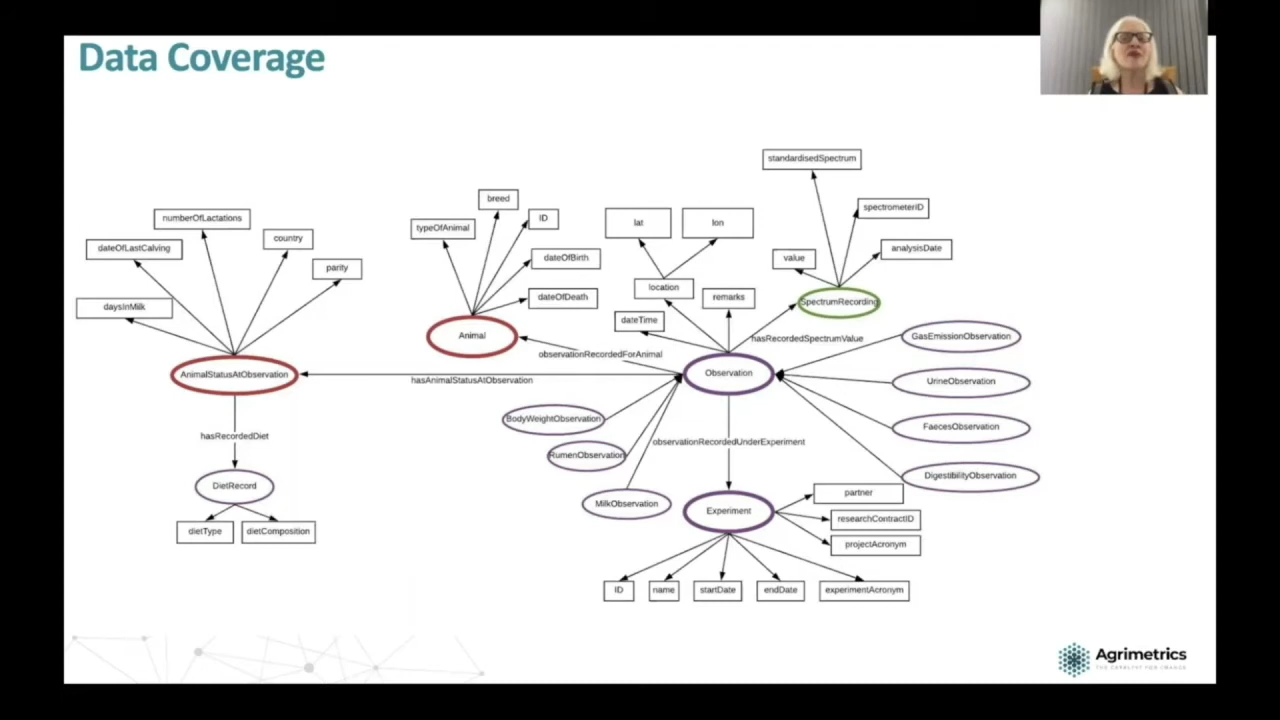 Data Coverage
standardisedSpectrum
breed
spectrometerID
numberOfLactations
ID
typeOfAnimal
lat
lon
dateOfLastCalving
country
analysisDate
dateOfBirth
value
parity
location
dateOfDeath
remarks
daysInMilk
SpectrumRecording
dateTime
Animal
hasRecordedSpectrumValue
GasEmissionObservation
observationRecordedForAnimal
AnimalStatusAtObservation
hasAnimalStatusAtObservation
Observation
UrineObservation
BodyWeightObservation
FaecesObservation
hasRecordedDiet
observationRecordedUnderExperiment
RumenObservation
DigestibilityObservation
DietRecord
MilkObservation
Experiment
partner
researchContractID
projectAcronym
dietType
dietComposition
ID
name
startDate
endDate
experimentAcronym
Agrimetrics